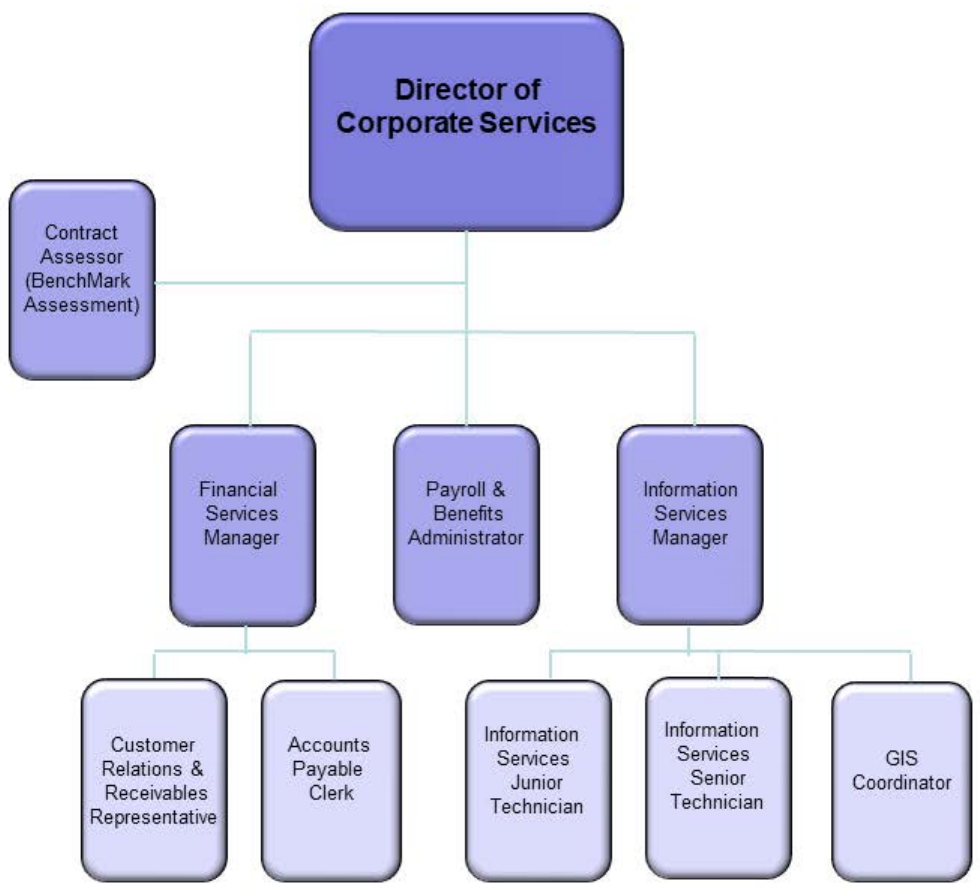 Director of
Corporate Services
Contract
Assessor
(BenchMark
Assessment)
Financial
Services
Manager
Payroll &
Benefits
Administrator
Information
Services
Manager
Customer
Relations &
Receivables
Representative
Accounts
Payable
Clerk
Information
Services
Junior
Technician
Information
Services
Senior
Technician
GIS
Coordinator